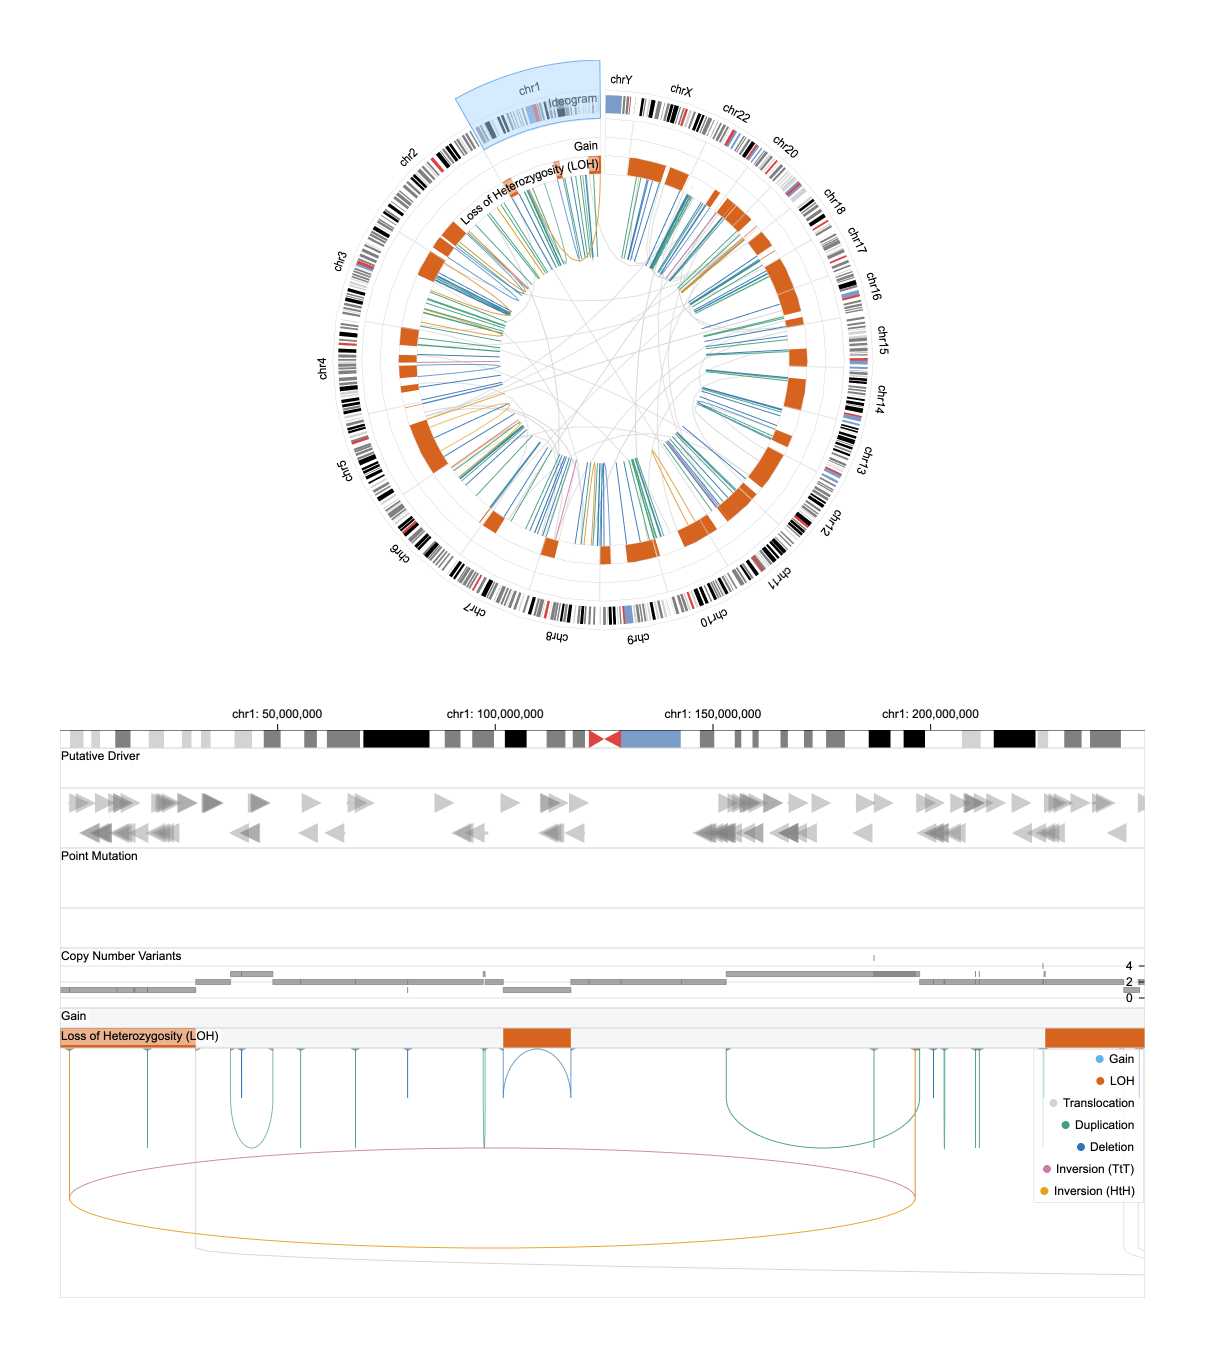 chr1
Ideogram
chrY
chrX
chr22
chr20
chr18
chr17
chr16
chr15
chr14
chr13
chr12
chr11
chr10
chr9
chr8
chr7
chr6
chr5
chr4
chr3
chr2
Gain
Loss of Heterozygosity (LOH)
chr1: 50,000,000
chr1: 100,000,000
chr1: 150,000,000
chr1: 200,000,000
Putative Driver
Point Mutation
Copy Number Variants
4
2
0
Gain
Loss of Heterozygosity (LOH)
Gain
LOH
Translocation
Duplication
Deletion
Inversion (TtT)
Inversion (HtH)